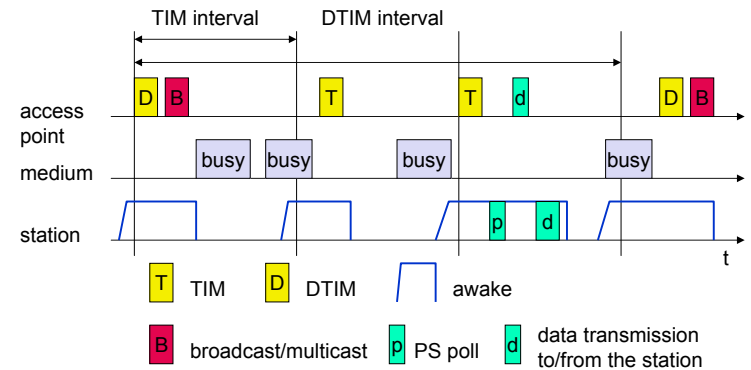 TIM interval DTIM interval
D B T T d D B
access
point
busy busy busy busy
medium
p d
station
t
T TIM D DTIM awake
B broadcast/multicast p PS poll d data transmission
to/from the station